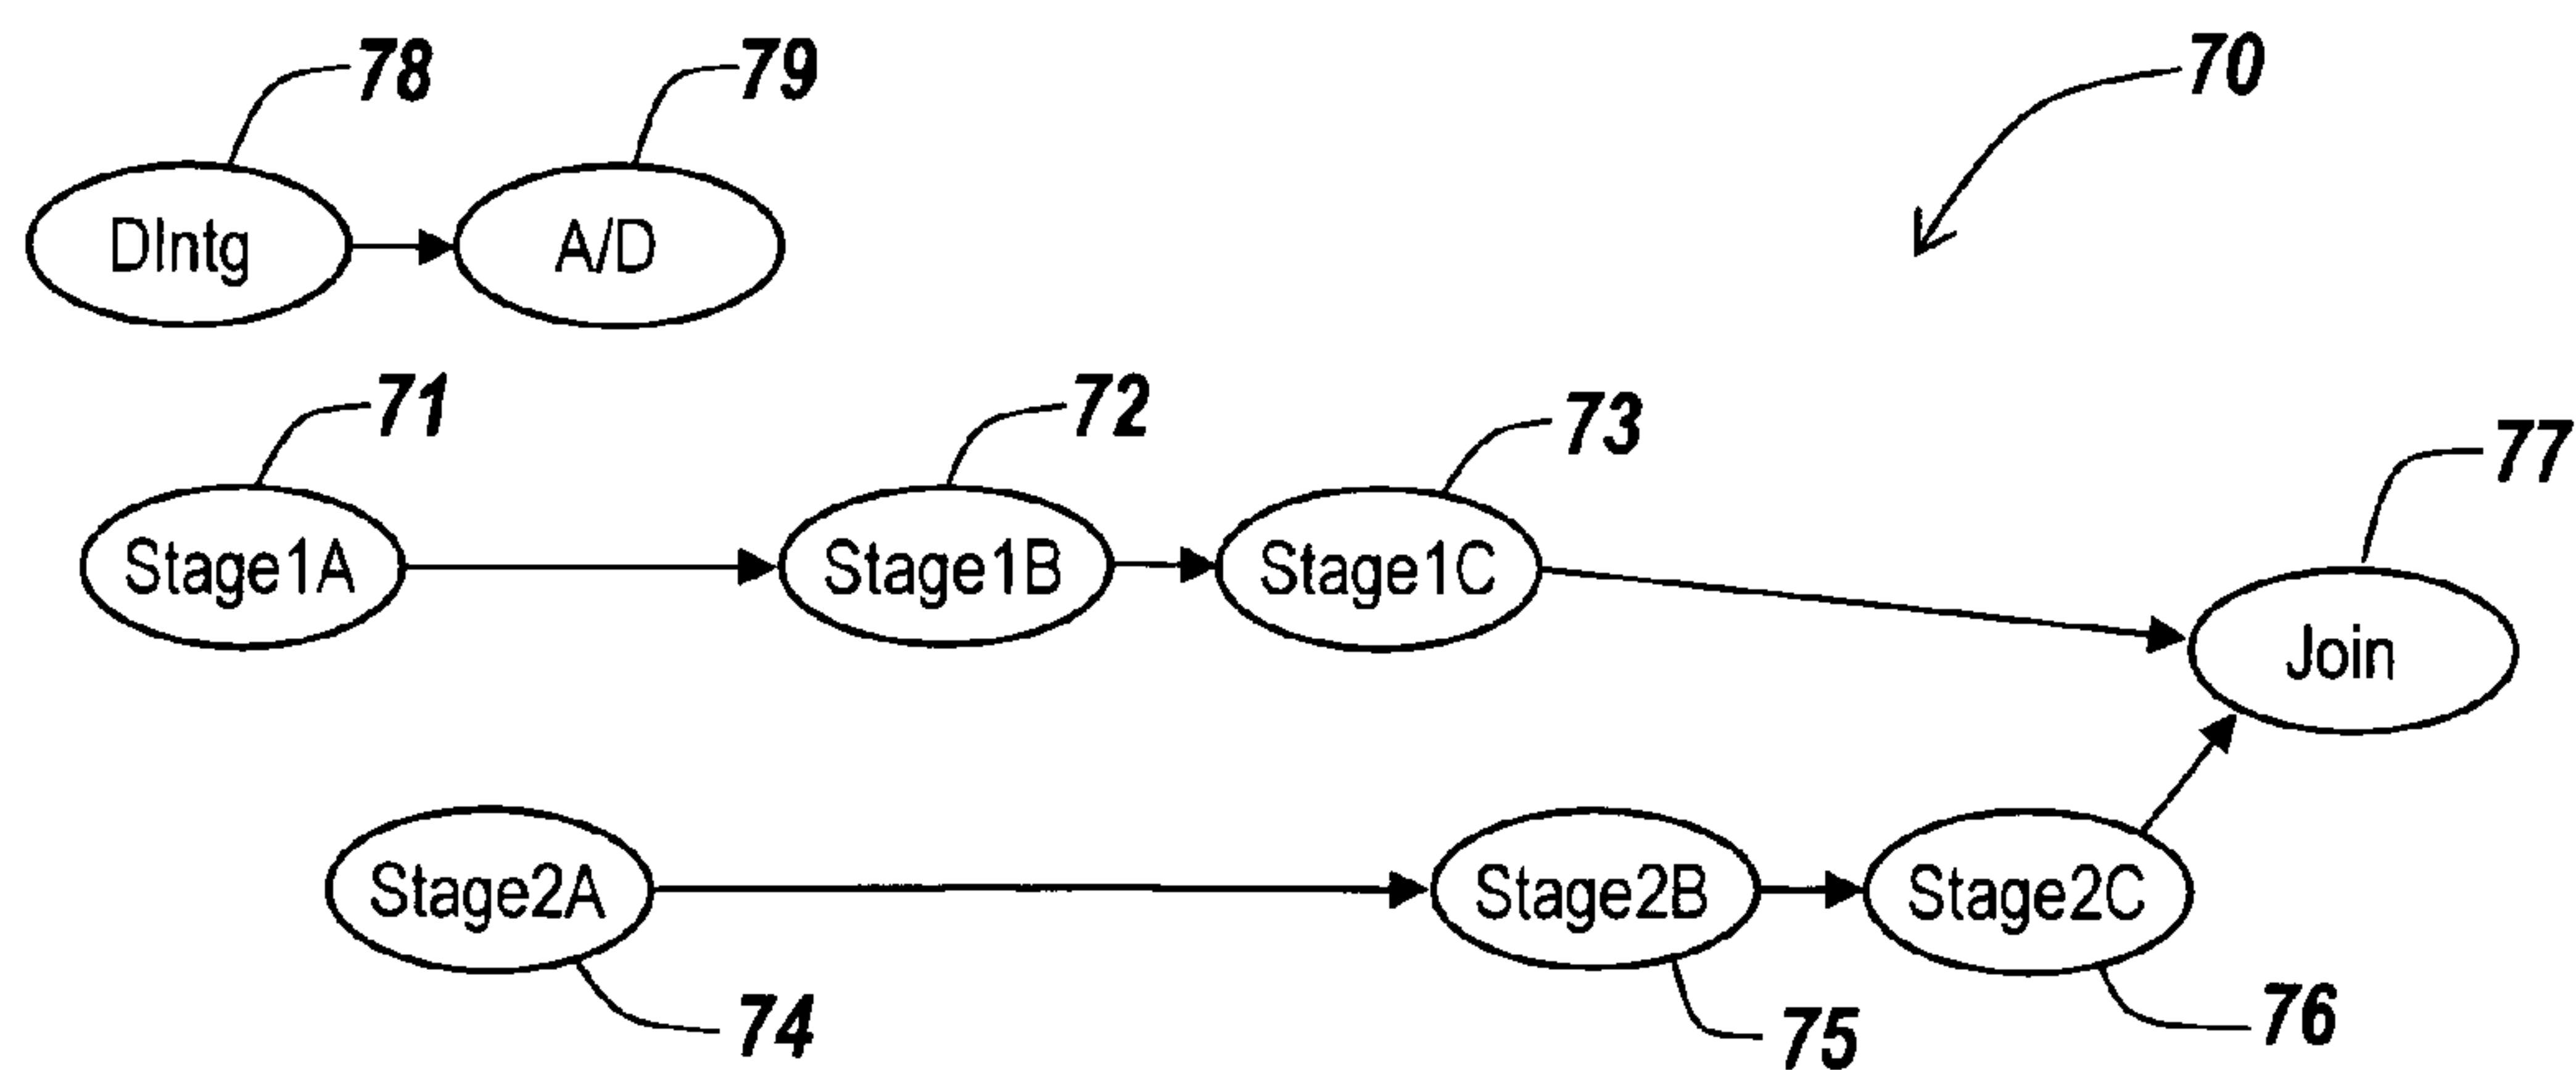 78 79 70
DIntg A/D
71 72 73 77
Stage1A Stage1B Stage1C
Join
Stage2A Stage2B Stage2C
74 75 76